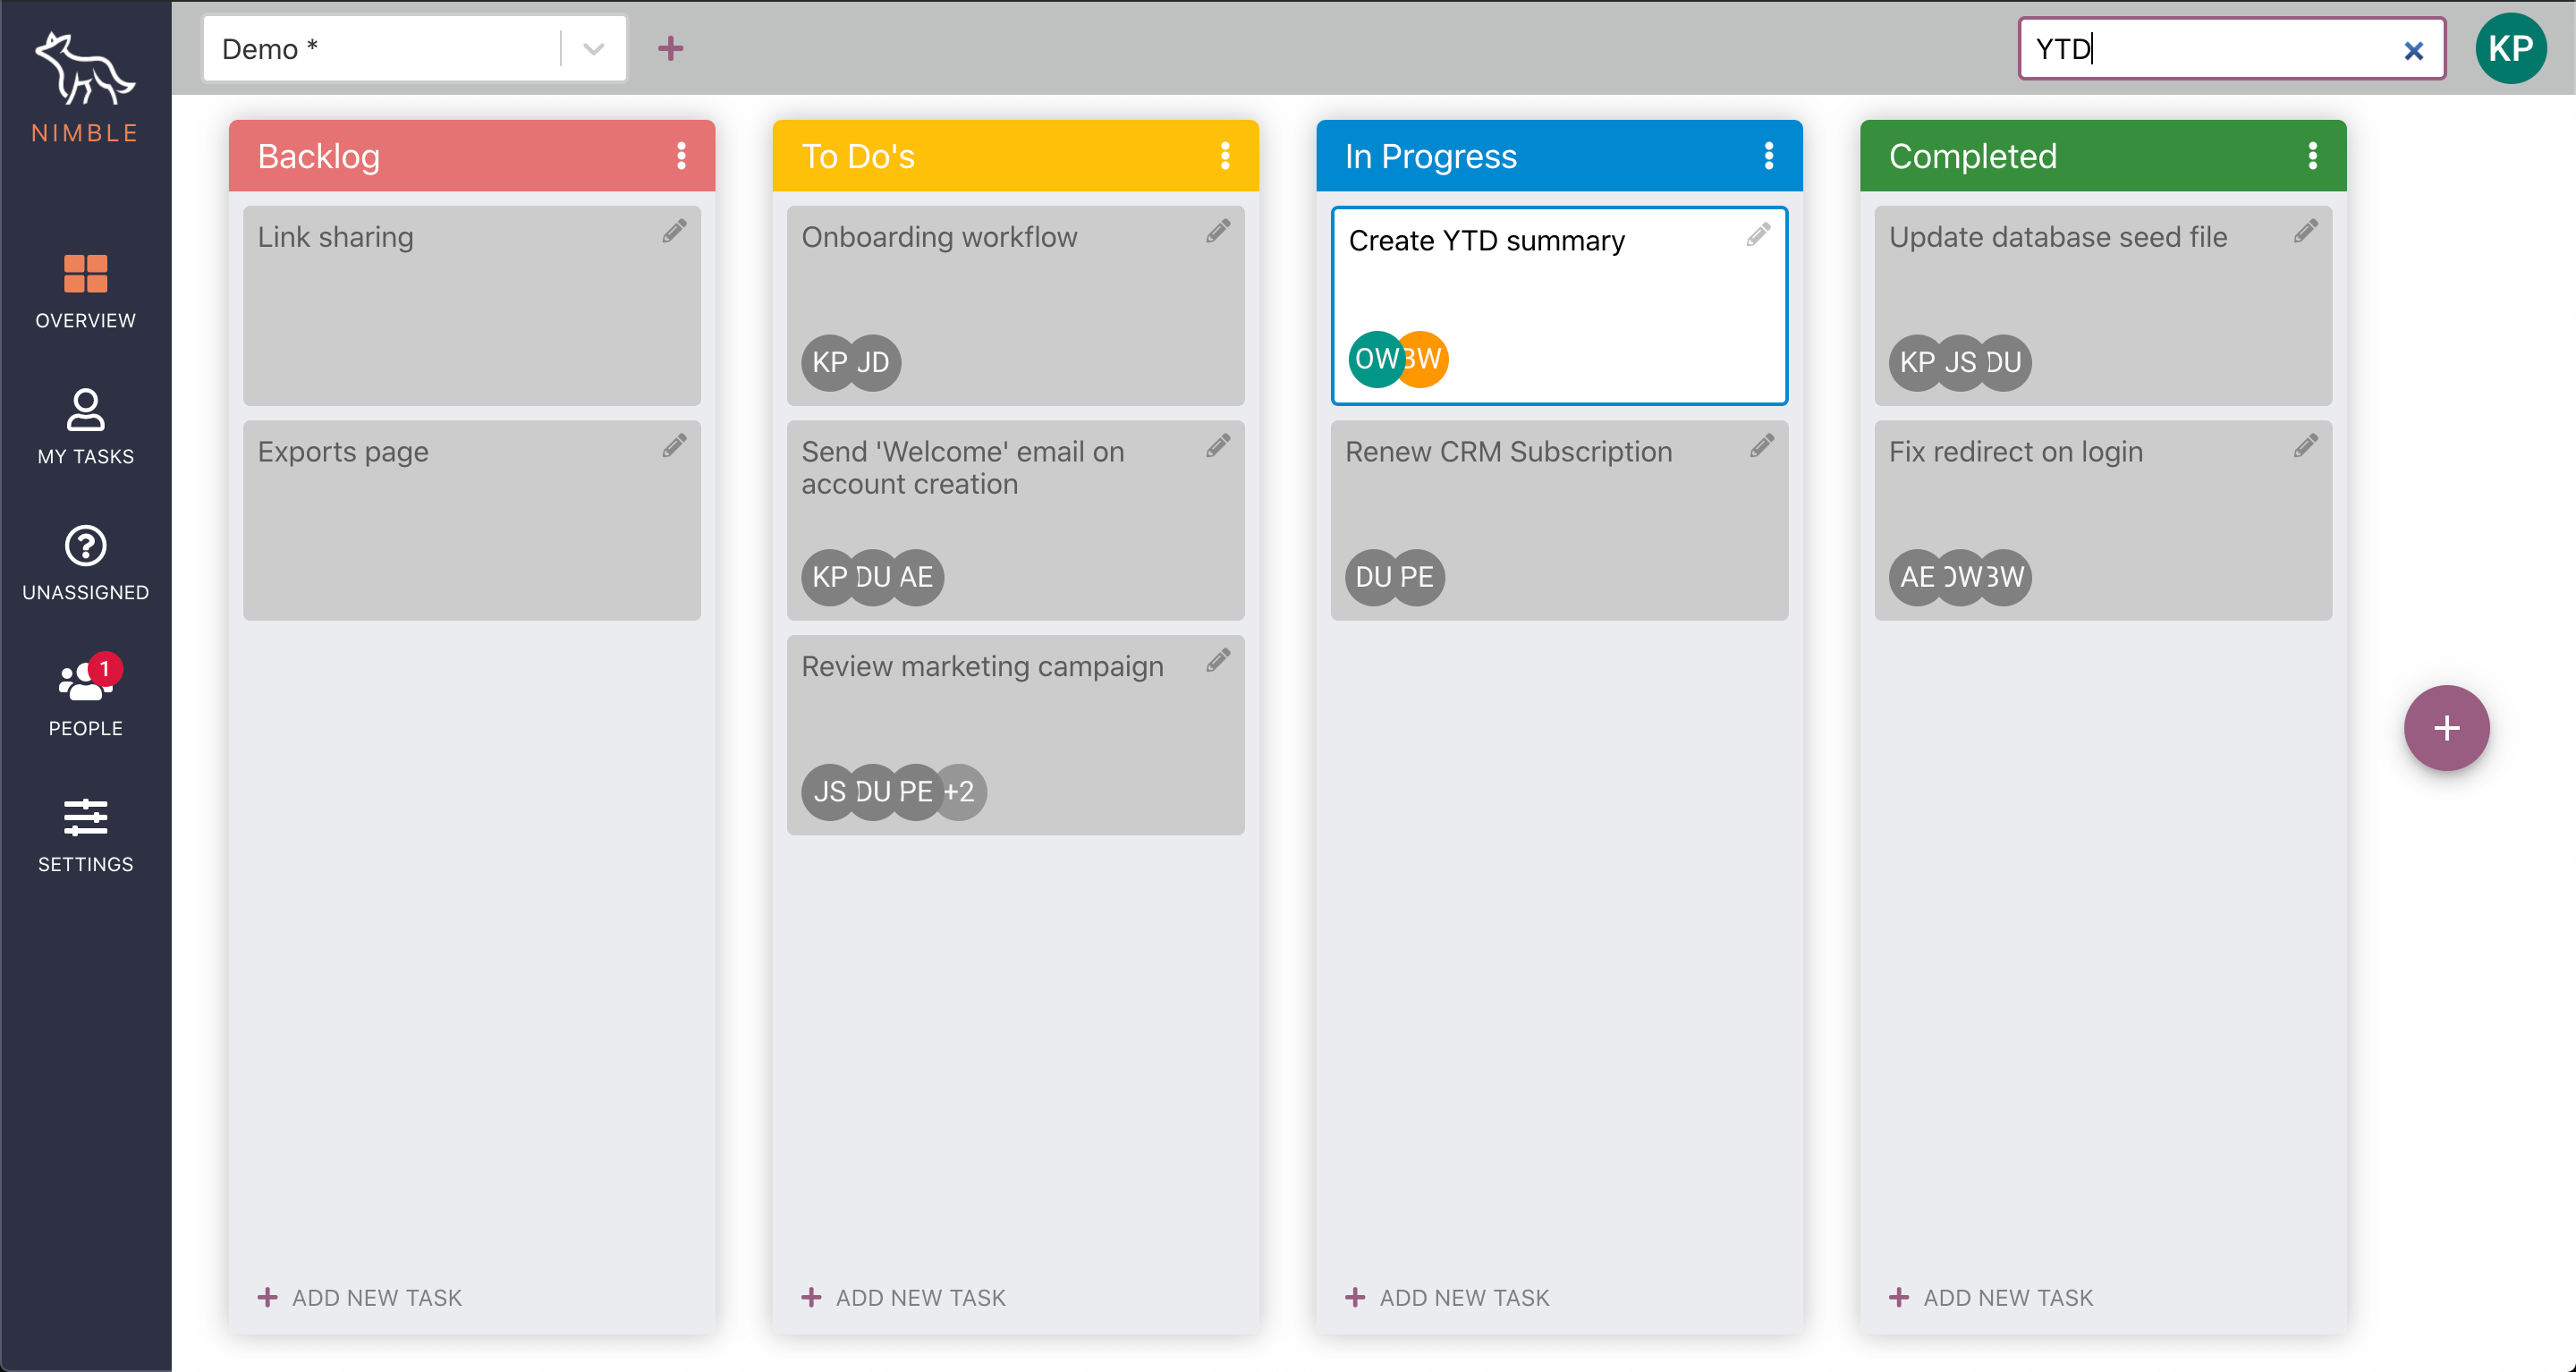 NIMBLE
OVERVIEW
MY TASKS
UNASSIGNED
1
PEOPLE
SETTINGS
Demo *
YTD
KP
Backlog
Link sharing
Exports page
ADD NEW TASK
To Do's
Onboarding workflow
KP JD
Send 'Welcome' email on
account creation
KP DU AE
Review marketing campaign
JS DU PE +2
ADD NEW TASK
In Progress
Create YTD summary
OW BW
Renew CRM Subscription
DU PE
ADD NEW TASK
Completed
Update database seed file
KP JS DU
Fix redirect on login
AE OW BW
ADD NEW TASK